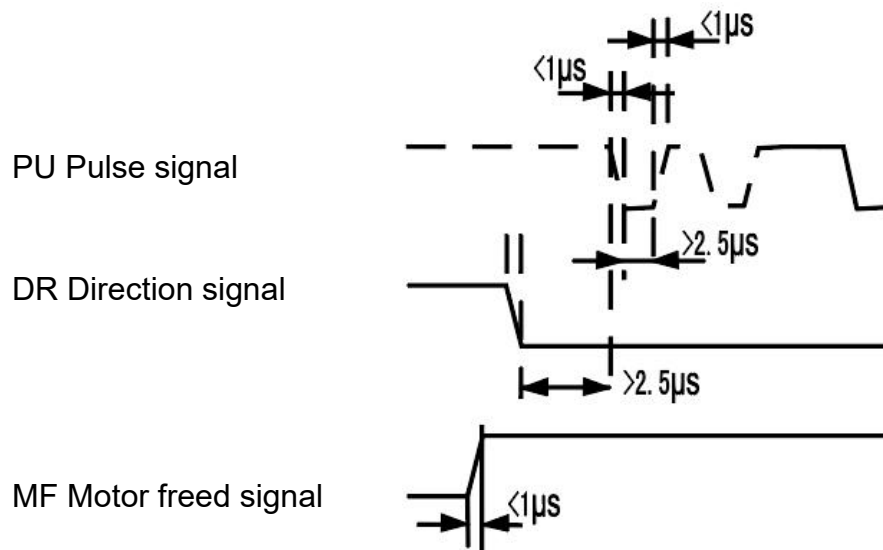 <1μs
<1μs
PU Pulse signal
>2.5μs
DR Direction signal
>2.5μs
MF Motor freed signal
<1μs